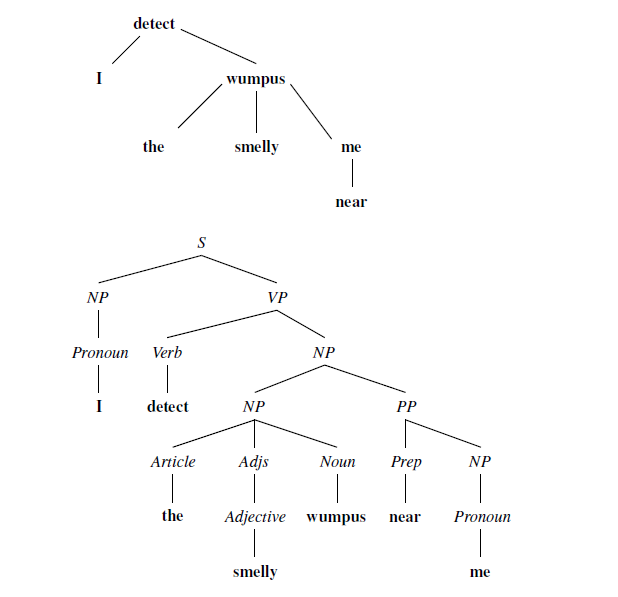 detect
I wumpus
the smelly me
near
S
NP VP
Pronoun Verb NP
I detect NP PP
Article Adjs Noun Prep NP
the Adjective wumpus near Pronoun
smelly me